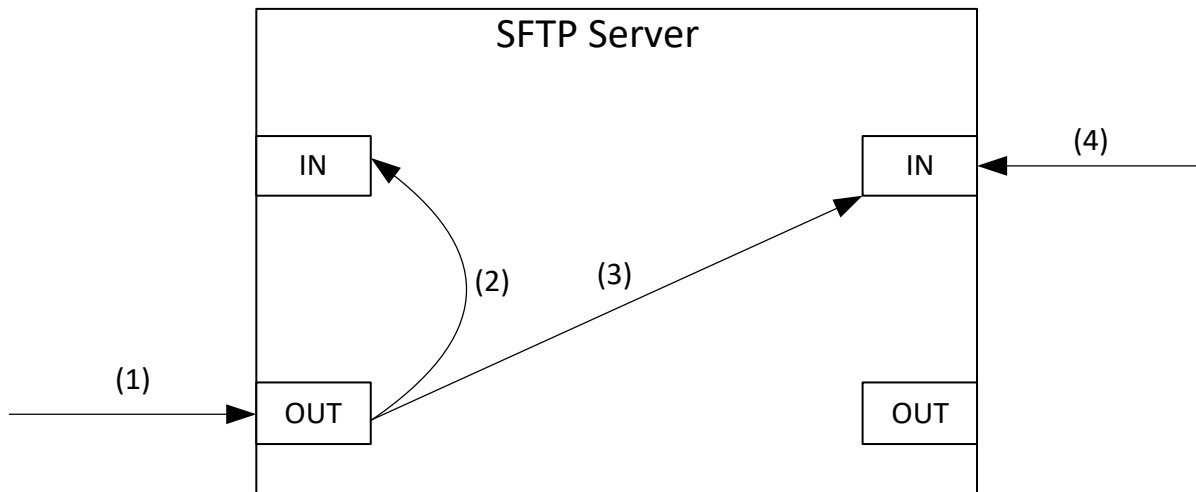 SFTP Server
IN
IN
(4)
(2)
(3)
(1)
OUT
OUT